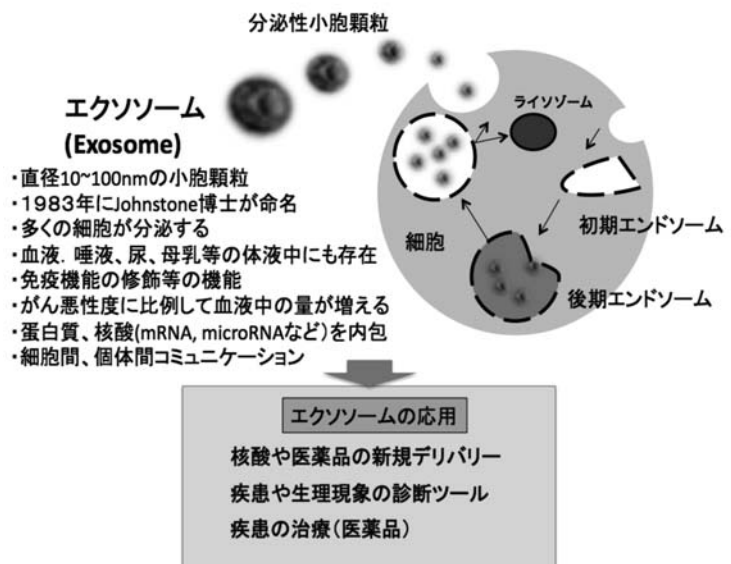 分泌性小胞顆粒
エクソソーム
(Exosome)
・直径10~100nmの小胞顆粒
・1983年にJohnstone博士が命名
・多くの細胞が分泌する
・血液．唾液、尿、母乳等の体液中にも存在
・免疫機能の修飾等の機能
・がん悪性度に比例して血液中の量が増える
・蛋白質、核酸(mRNA, microRNAなど)を内包
・細胞間、個体間コミュニケーション
ライソゾーム
初期エンドソーム
細胞
後期エンドソーム
エクソソームの応用
核酸や医薬品の新規デリバリー
疾患や生理現象の診断ツール
疾患の治療(医薬品)